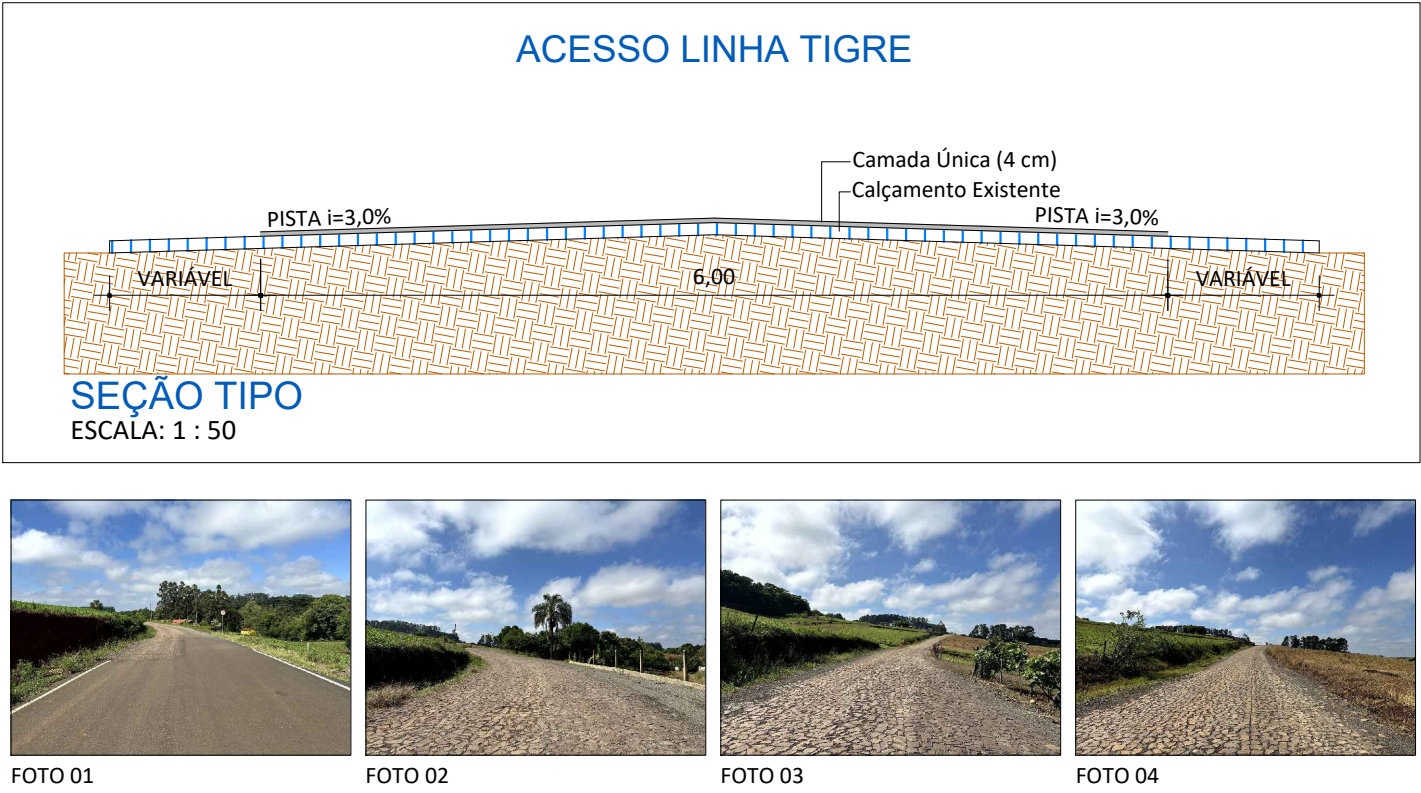 ACESSO LINHA TIGRE
Camada Única (4 cm)
Calçamento Existente
PISTA i=3,0%
PISTA i=3,0%
VARIÁVEL
6,00
VARIÁVEL
SEÇÃO TIPO
ESCALA: 1 : 50
FOTO 01
FOTO 02
FOTO 03
FOTO 04